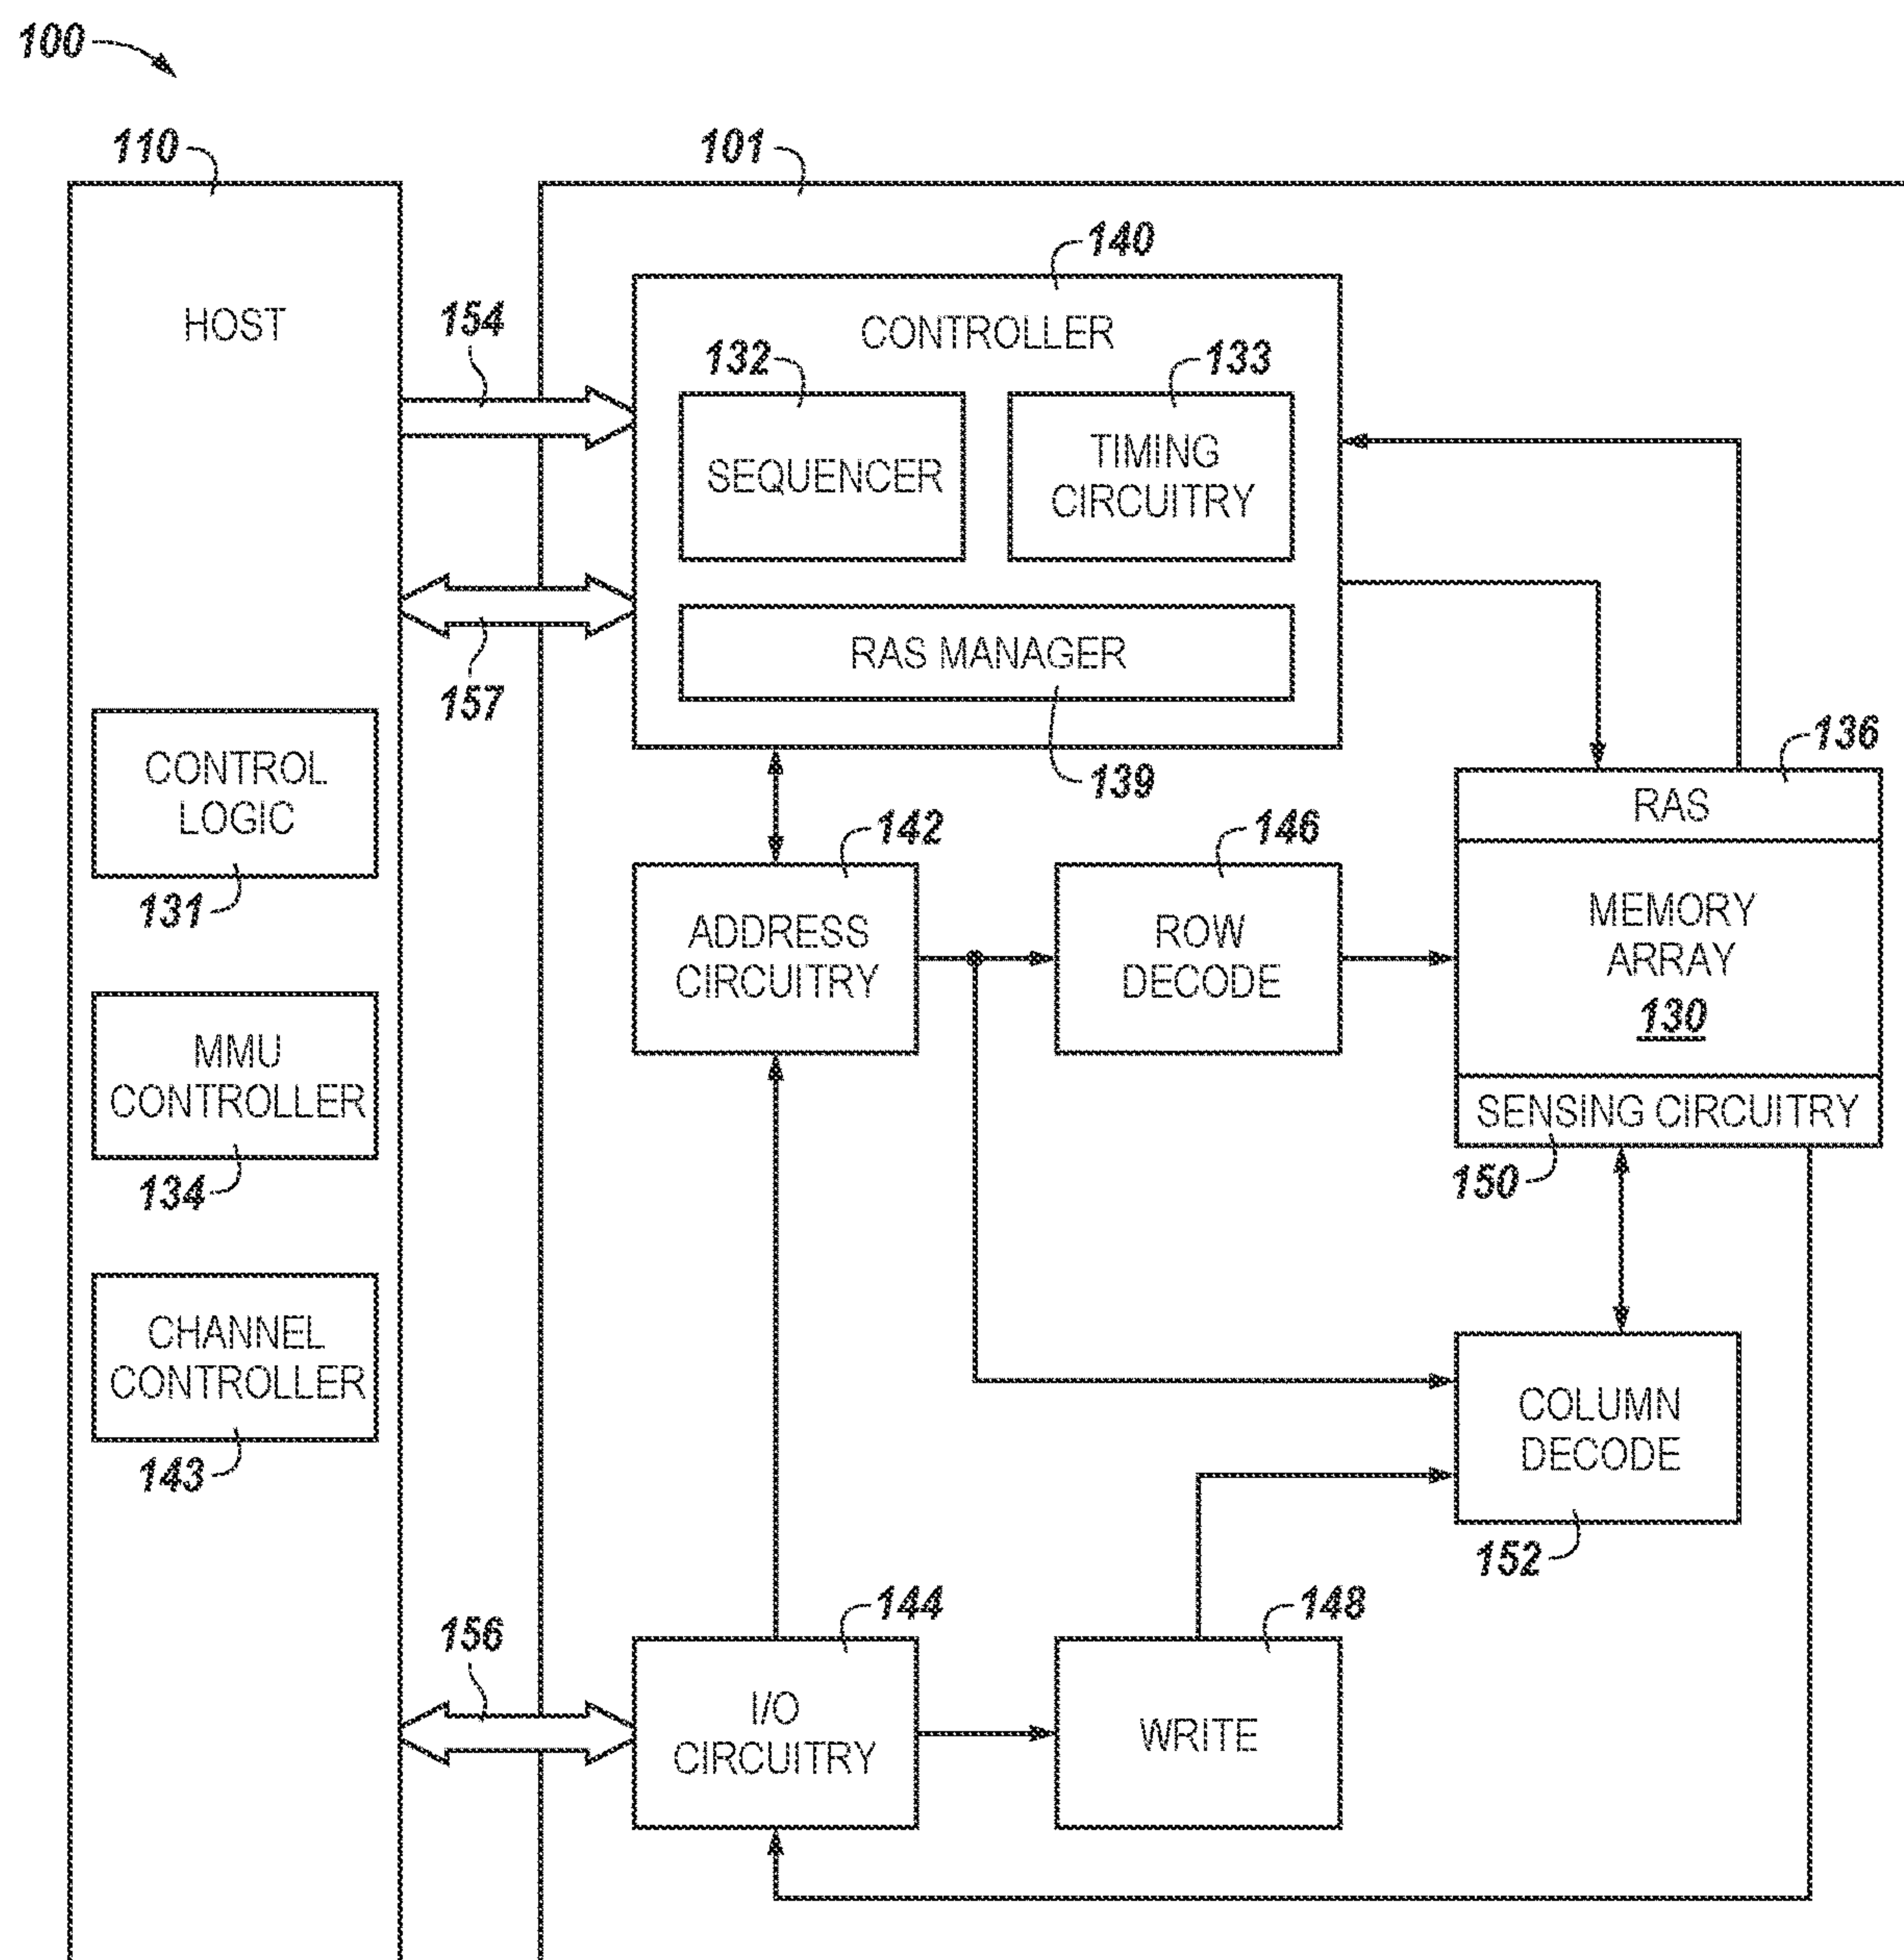 100
110
101
HOST
154
157
CONTROL
LOGIC
131
MMU
CONTROLLER
134
CHANNEL
CONTROLLER
143
156
140
CONTROLLER
132
133
SEQUENCER
TIMING
CIRCUITRY
RAS MANAGER
139
142
ADDRESS
CIRCUITRY
146
ROW
DECODE
136
RAS
MEMORY
ARRAY
130
SENSING CIRCUITRY
150
COLUMN
DECODE
152
144
I/O
CIRCUITRY
148
WRITE